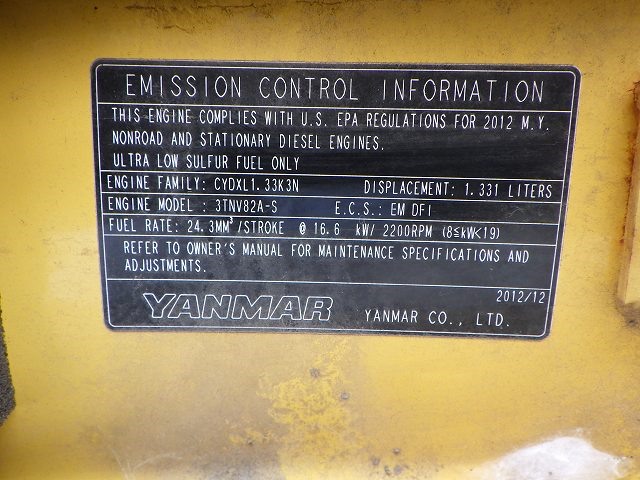 EMISSION CONTROL INFORMATION
THIS ENGINE COMPLIES WITH U.S. EPA REGULATIONS FOR 2012 M.Y.
NONROAD AND STATIONARY DIESEL ENGINES.
ULTRA LOW SULFUR FUEL ONLY
ENGINE FAMILY: CYDXL1.33K3N DISPLACEMENT: 1.331 LITERS
ENGINE MODEL : 3TNV82A-S E.C.S.: EM DFI
FUEL RATE: 24.3MM³/STROKE @ 16.6 kW/ 2200RPM (8≦kW<19)
REFER TO OWNER'S MANUAL FOR MAINTENANCE SPECIFICATIONS AND
ADJUSTMENTS.
2012/12
YANMAR YANMAR CO., LTD.